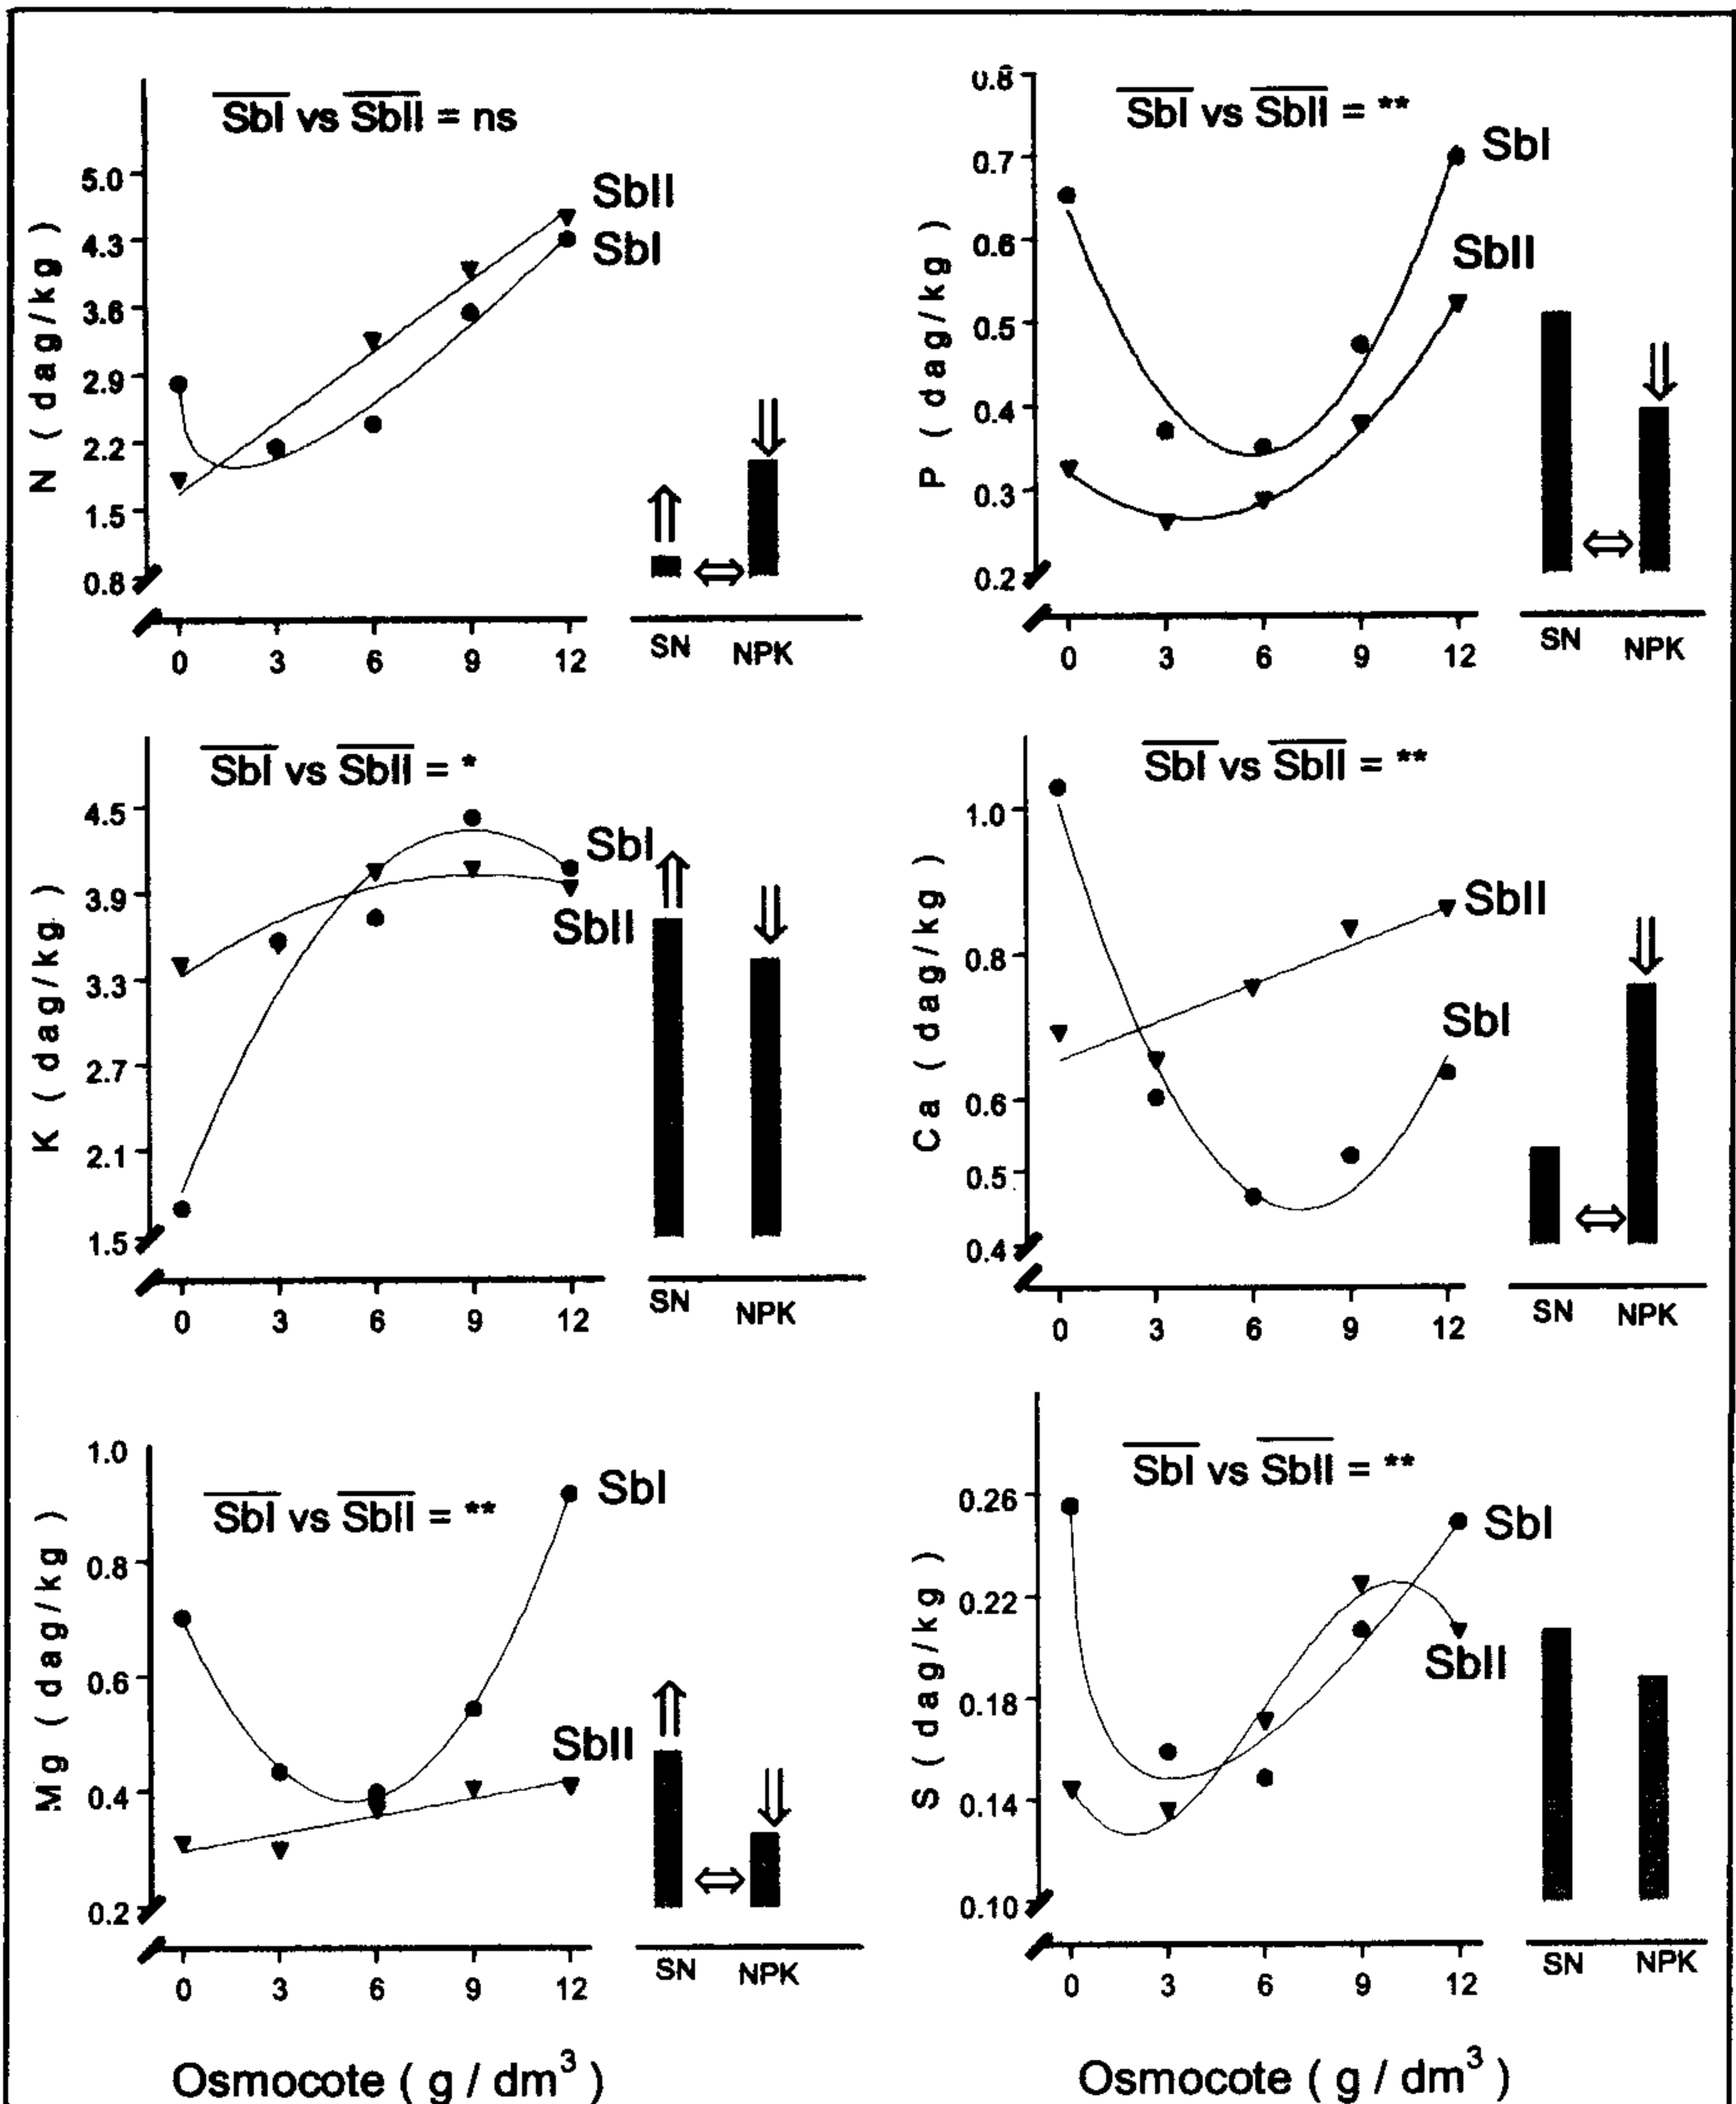 SbI vs SbII = ns
N ( dag/kg )
5.0
4.3
3.6
2.9
2.2
1.5
0.8
SbII
SbI
0 3 6 9 12
SN NPK
SbI vs SbII = **
P ( dag/kg )
0.8
0.7
0.6
0.5
0.4
0.3
0.2
SbI
SbII
0 3 6 9 12
SN NPK
SbI vs SbII = *
K ( dag/kg )
4.5
3.9
3.3
2.7
2.1
1.5
SbI
SbII
0 3 6 9 12
SN NPK
SbI vs SbII = **
Ca ( dag/kg )
1.0
0.8
0.6
0.5
0.4
SbII
SbI
0 3 6 9 12
SN NPK
SbI vs SbII = **
Mg ( dag/kg )
1.0
0.8
0.6
0.4
0.2
SbI
SbII
0 3 6 9 12
SN NPK
Osmocote ( g / dm³ )
SbI vs SbII = **
S ( dag/kg )
0.26
0.22
0.18
0.14
0.10
SbI
SbII
0 3 6 9 12
SN NPK
Osmocote ( g / dm³ )